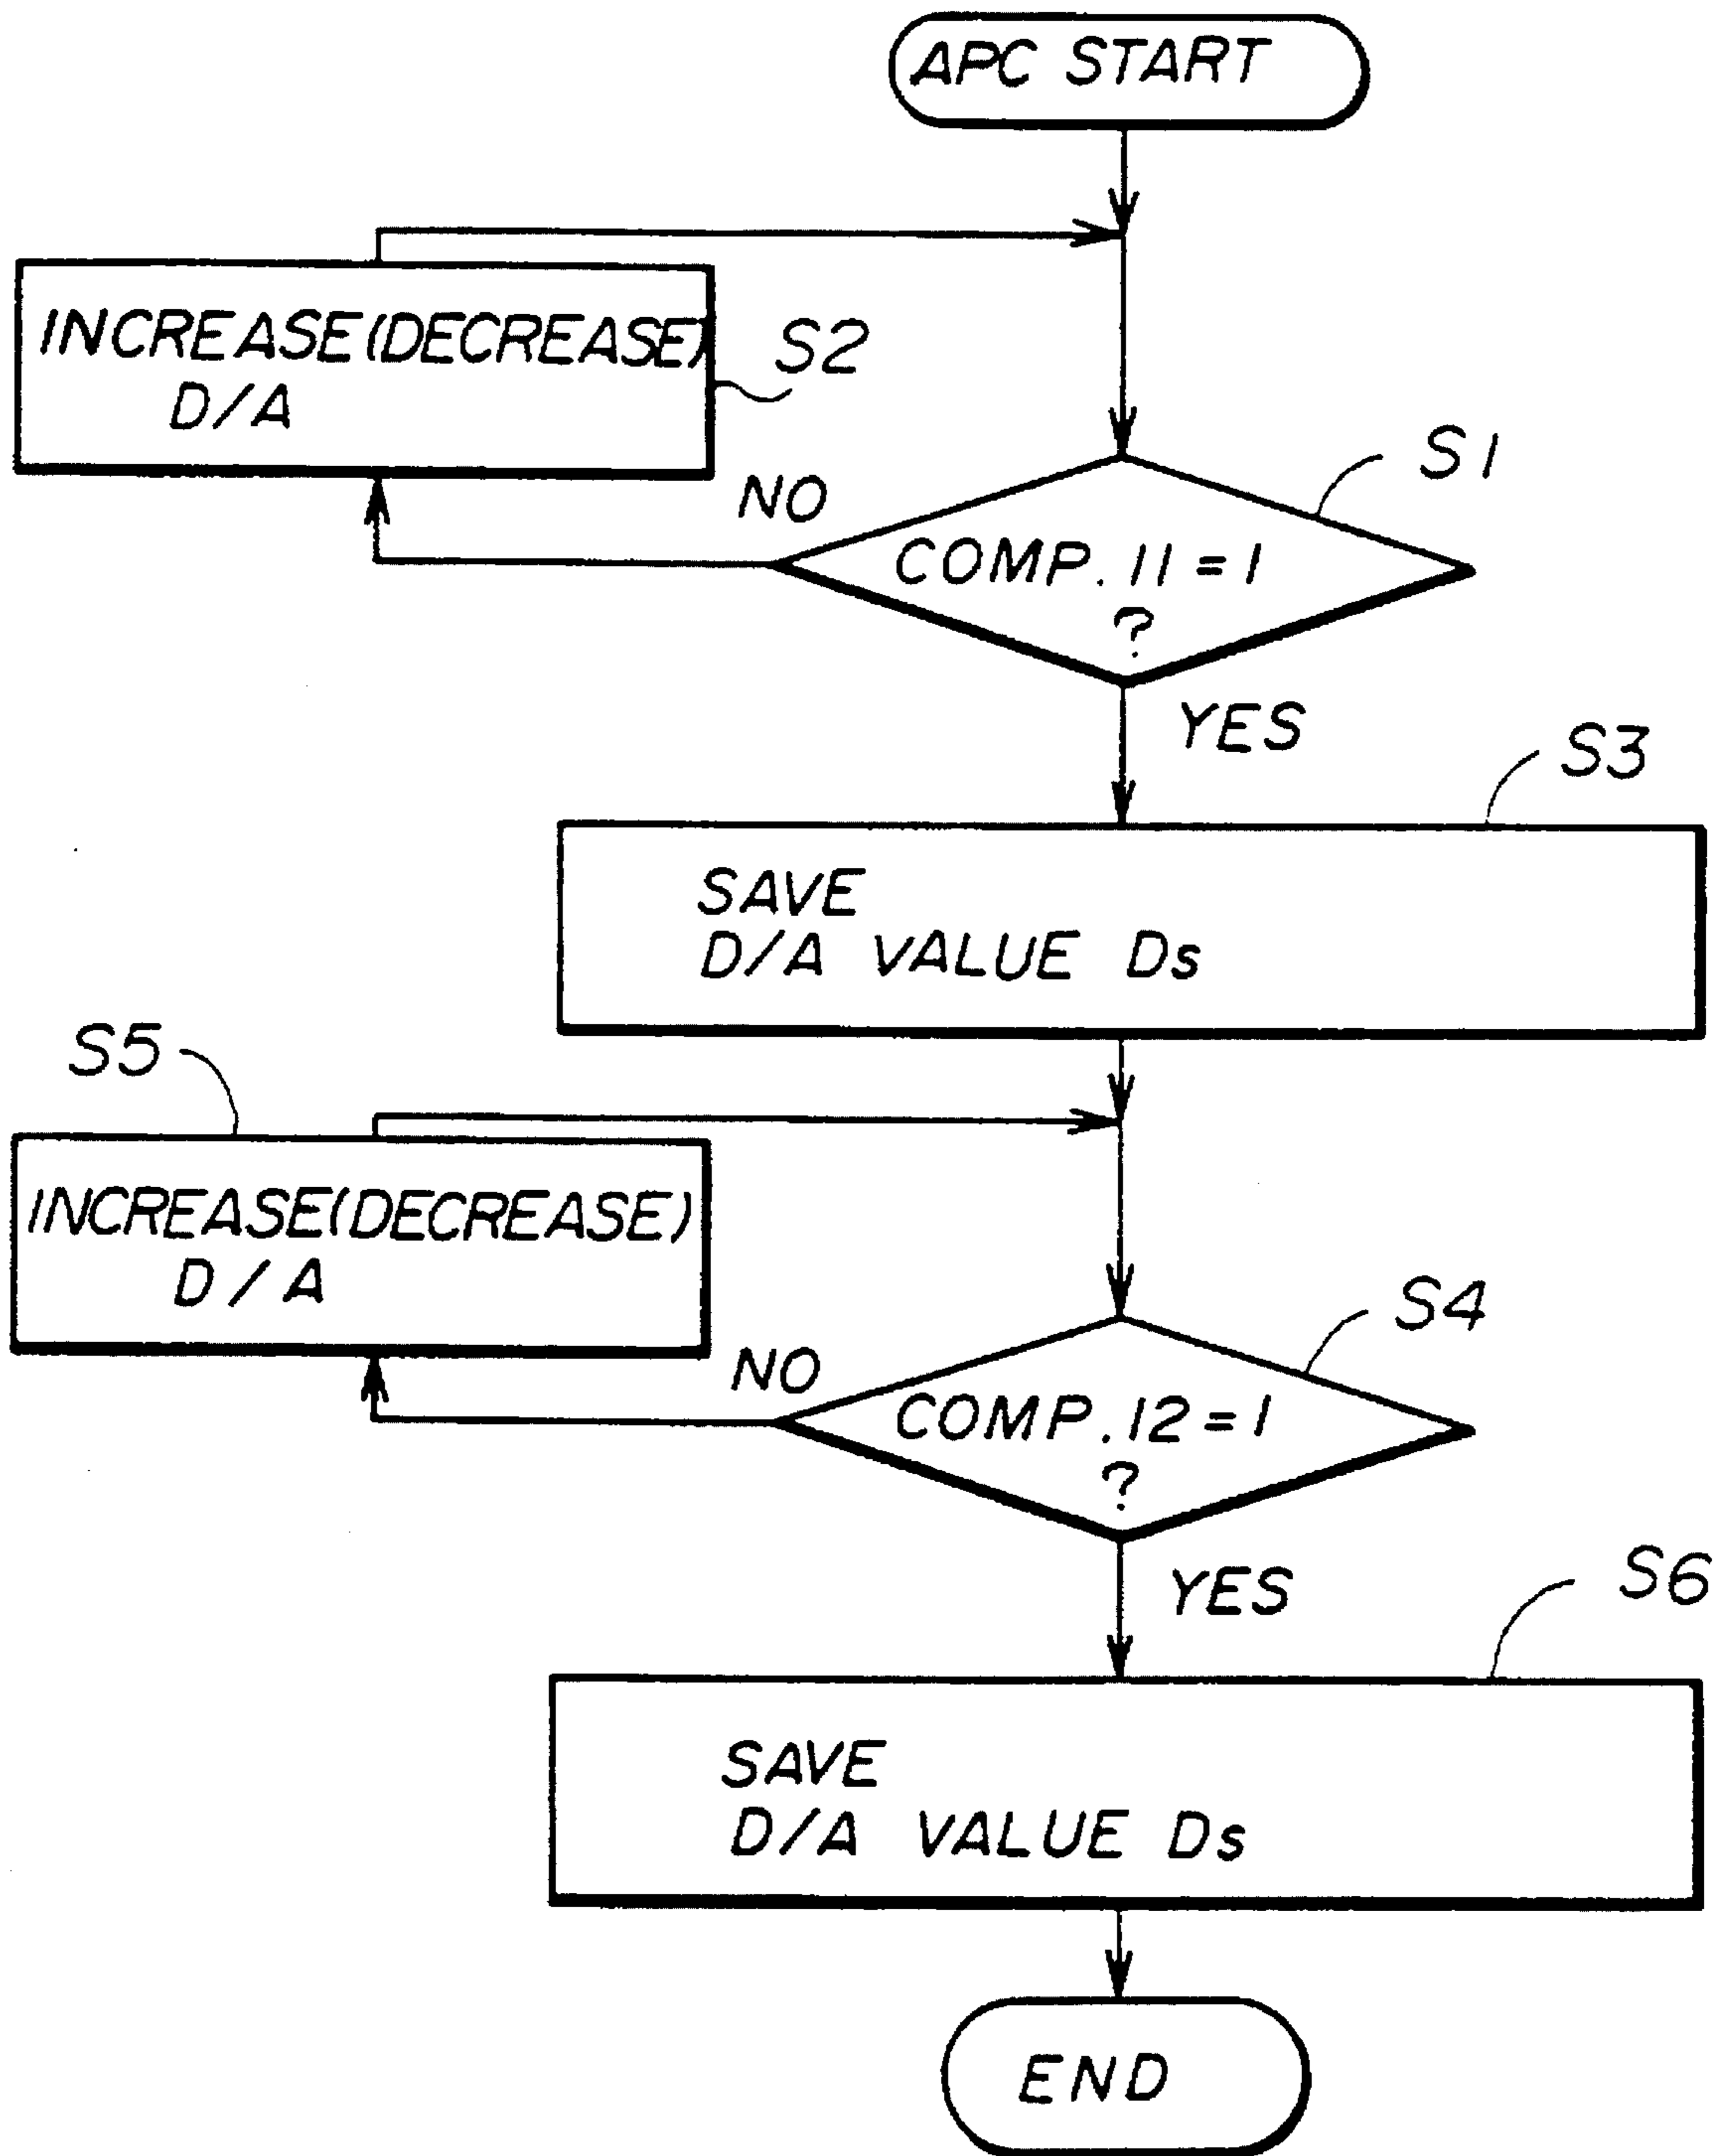 APC START
INCREASE(DECREASE)
D/A
S2
S1
NO
COMP.11=1
?
YES
S3
SAVE
D/A VALUE Ds
S5
INCREASE(DECREASE)
D/A
S4
NO
COMP.12=1
?
YES
S6
SAVE
D/A VALUE Ds
END